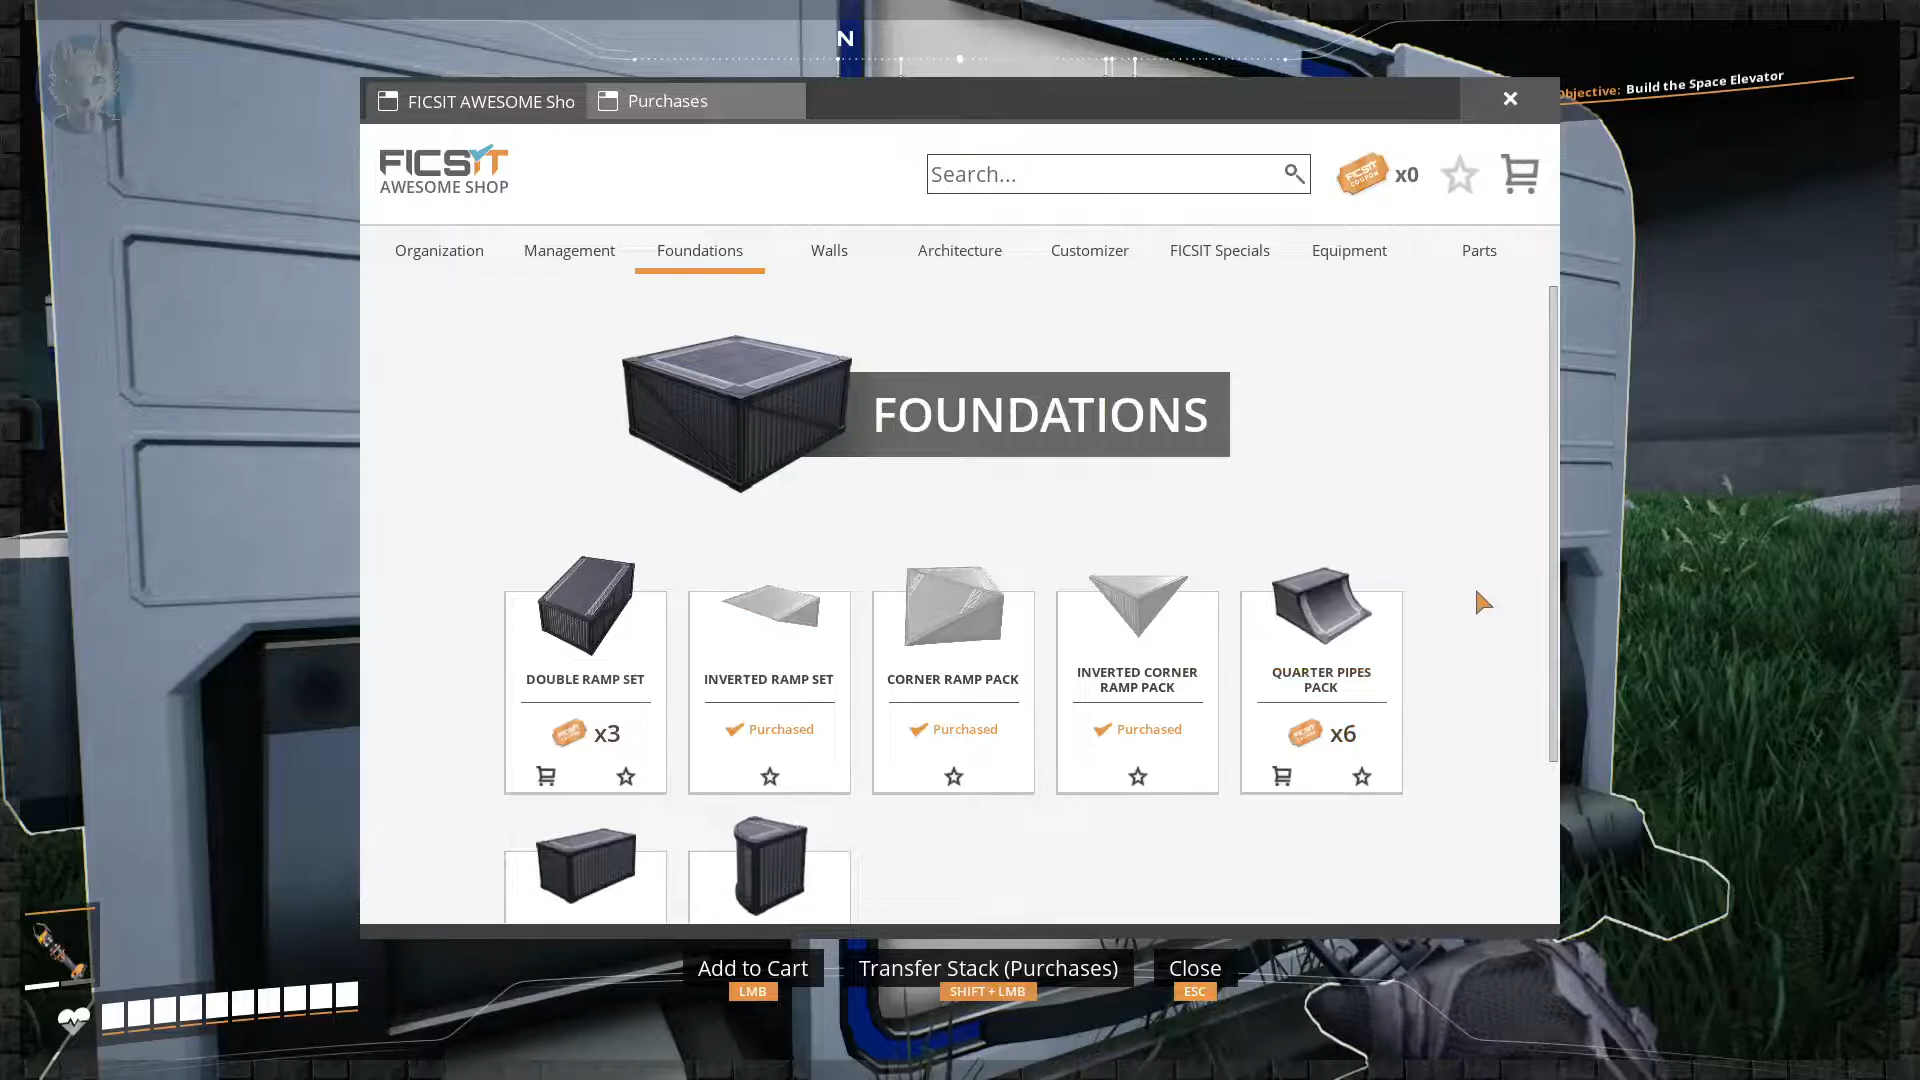 N
Objective: Build the Space Elevator
FICSIT AWESOME Sho
Purchases
FICSIT
AWESOME SHOP
Search...
FICSIT
COUPON
x0
Organization
Management
Foundations
Walls
Architecture
Customizer
FICSIT Specials
Equipment
Parts
FOUNDATIONS
DOUBLE RAMP SET
x3
INVERTED RAMP SET
Purchased
CORNER RAMP PACK
Purchased
INVERTED CORNER
RAMP PACK
Purchased
QUARTER PIPES
PACK
x6
Add to Cart
LMB
Transfer Stack (Purchases)
SHIFT + LMB
Close
ESC